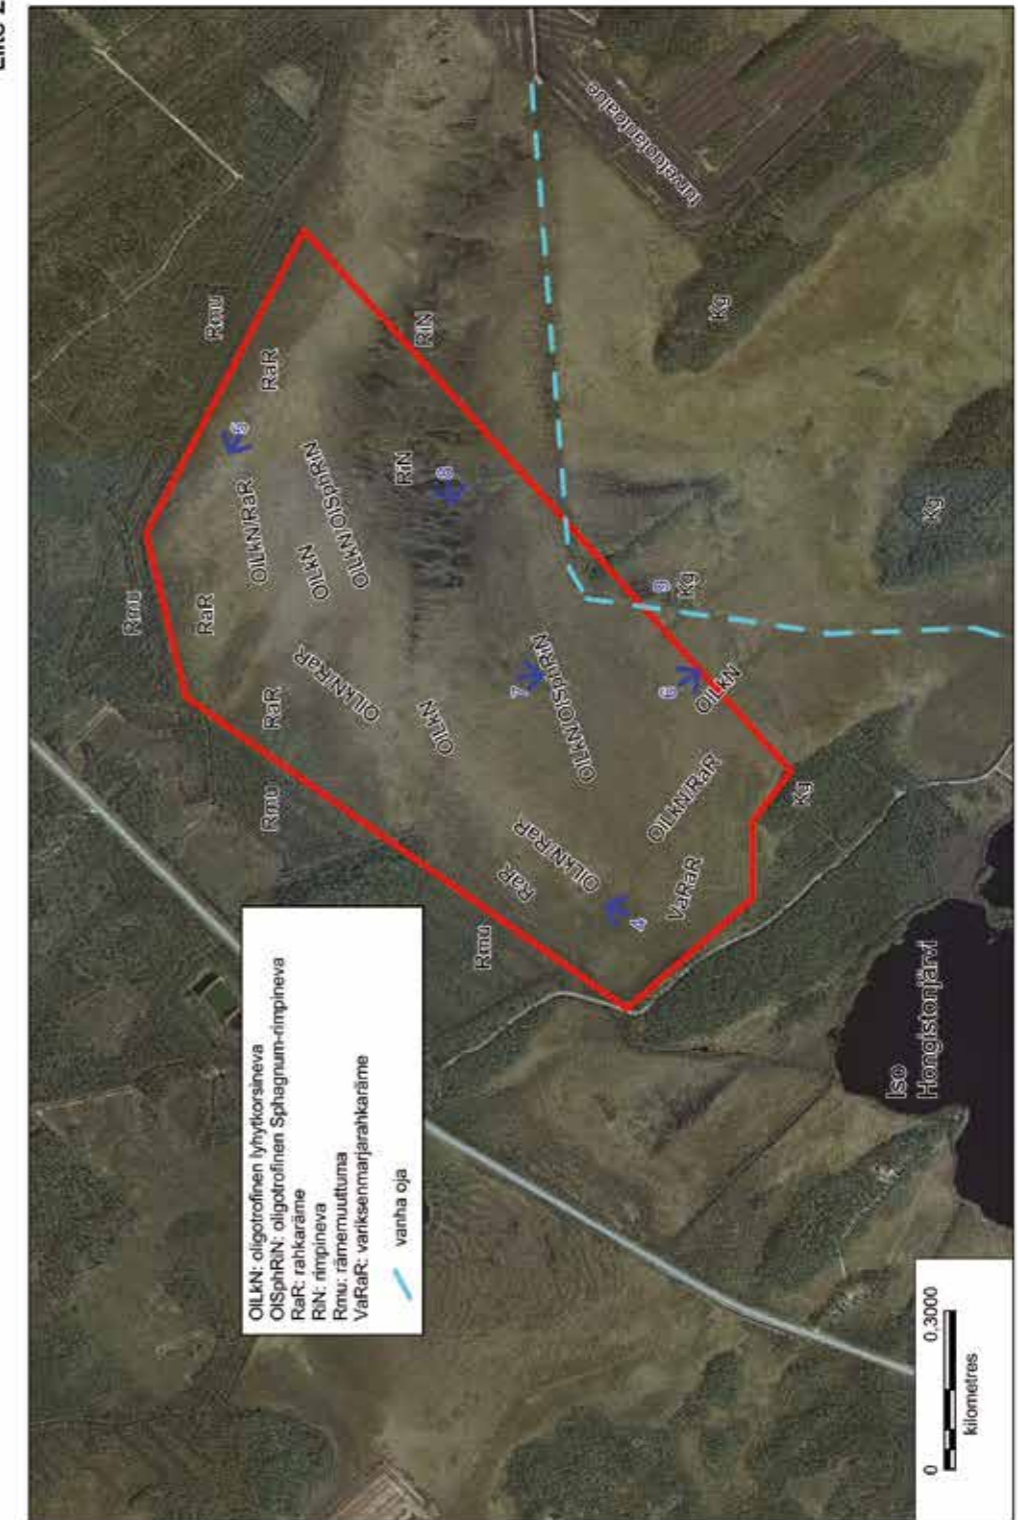 OlLkN: oligotrofinen lyhytkorsineva
OlSphRiN: oligotrofinen Sphagnum-rimpineva
RaR: rahkaräme
RiN: rimpineva
Rmu: rämemuuttuma
VaRaR: variksenmarjarahkaräme
vanha oja
Rmu
RaR
Rmu
RaR
5
OlLkN/RaR
Rmu
RaR
Rmu
OlLkN
OlLkN/OlSphRiN
OlLkN/RaR
RiN
RiN
8
OlLkN
Rmu
RaR
OlLkN/RaR
7
OlLkN/OlSphRiN
4
VaRaR
OlLkN/RaR
6
OlLkN
9
Kg
turvetuotantoalue
Kg
Kg
Kg
Iso
Hongistonjärvi
0
0,3000
kilometres